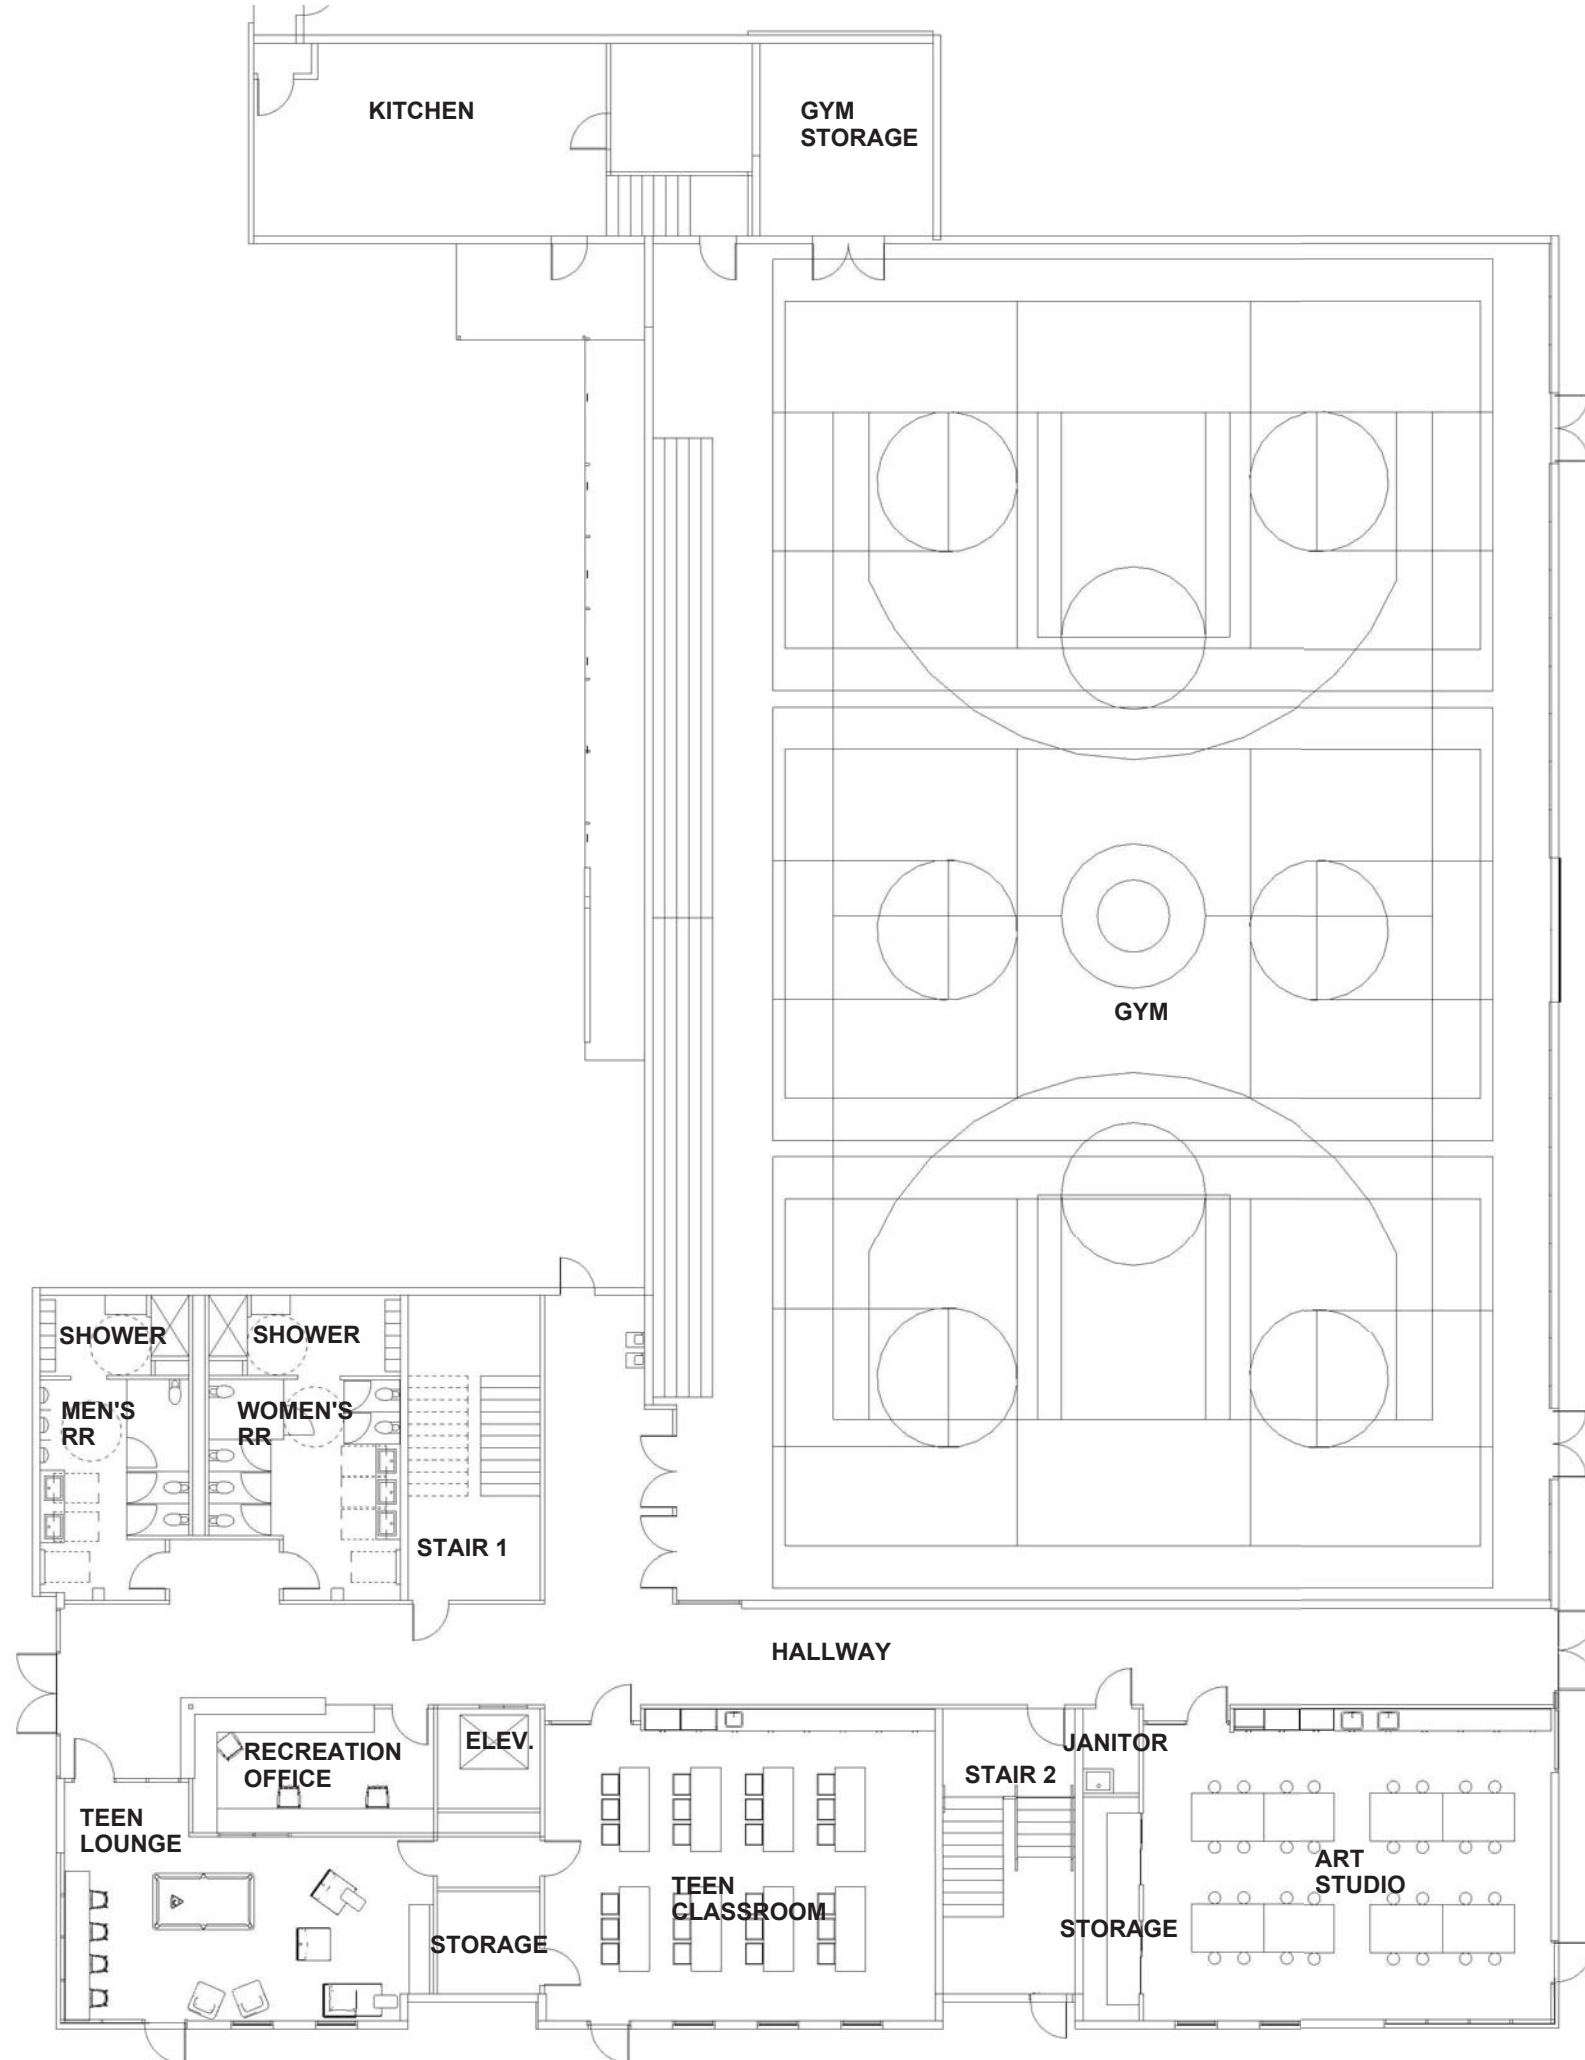 KITCHEN
GYM
STORAGE
GYM
SHOWER
SHOWER
MEN'S
RR
WOMEN'S
RR
STAIR 1
HALLWAY
RECREATION
OFFICE
ELEV.
JANITOR
STAIR 2
TEEN
LOUNGE
ART
STUDIO
TEEN
CLASSROOM
STORAGE
STORAGE